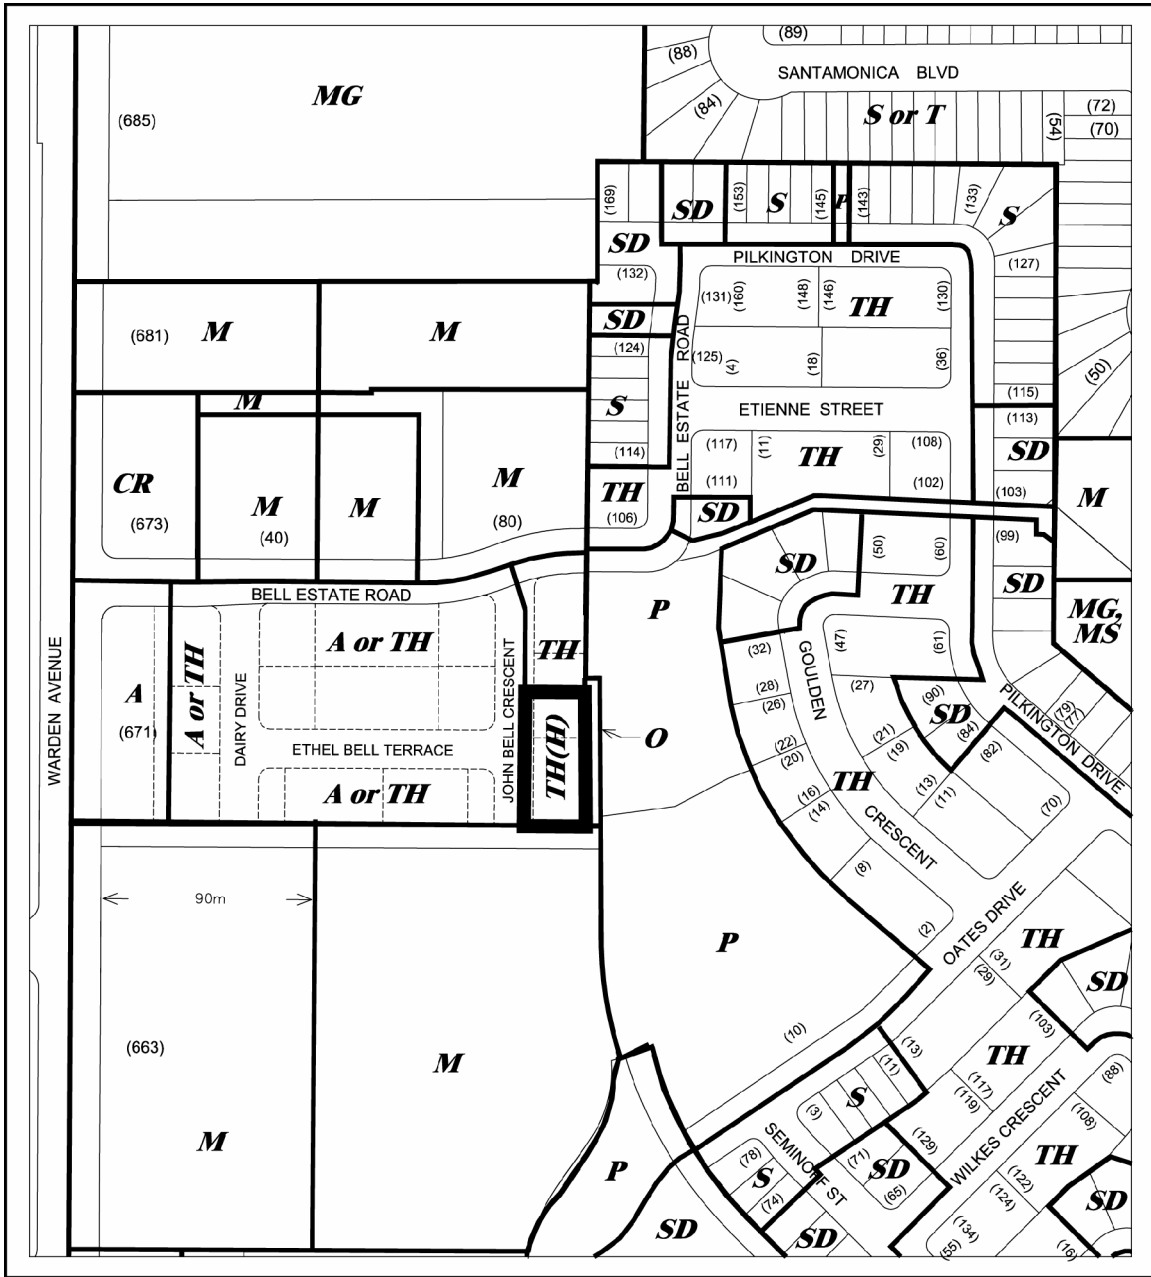 (89)
(88)
SANTAMONICA BLVD
MG
(84)
S or T
(54)
(72)
(70)
(685)
(169)
SD
(153)
S
(145)
P
(143)
(133)
S
SD
PILKINGTON DRIVE
(132)
(127)
(131)
(160)
(148)
(146)
TH
(130)
(681)
M
M
SD
BELL ESTATE ROAD
(124)
(125)
(4)
(18)
(36)
(50)
(115)
M
S
ETIENNE STREET
(113)
(117)
(11)
TH
(29)
(108)
(114)
SD
CR
M
M
M
TH
(111)
(102)
(103)
M
(673)
(40)
(80)
(106)
SD
(50)
(60)
(99)
SD
SD
BELL ESTATE ROAD
TH
P
MG,
MS
WARDEN AVENUE
A or TH
A or TH
TH
(32)
GOULDEN
(47)
(61)
JOHN BELL CRESCENT
(28)
(27)
A
(26)
(90)
SD
PILKINGTON DRIVE
(79)
(77)
(671)
DAIRY DRIVE
ETHEL BELL TERRACE
TH(H)
O
(22)
(21)
(84)
(20)
(19)
(82)
A or TH
(16)
TH
(13)
(14)
(11)
(70)
CRESCENT
(8)
90m
OATES DRIVE
(2)
P
TH
(31)
(29)
SD
(103)
(10)
(663)
M
(13)
TH
(11)
(117)
(88)
S
(119)
(3)
WILKES CRESCENT
(108)
M
SEMINOFF ST
(129)
(78)
(71)
SD
TH
P
S
(65)
(122)
(74)
(124)
SD
SD
SD
(134)
(55)
(16)